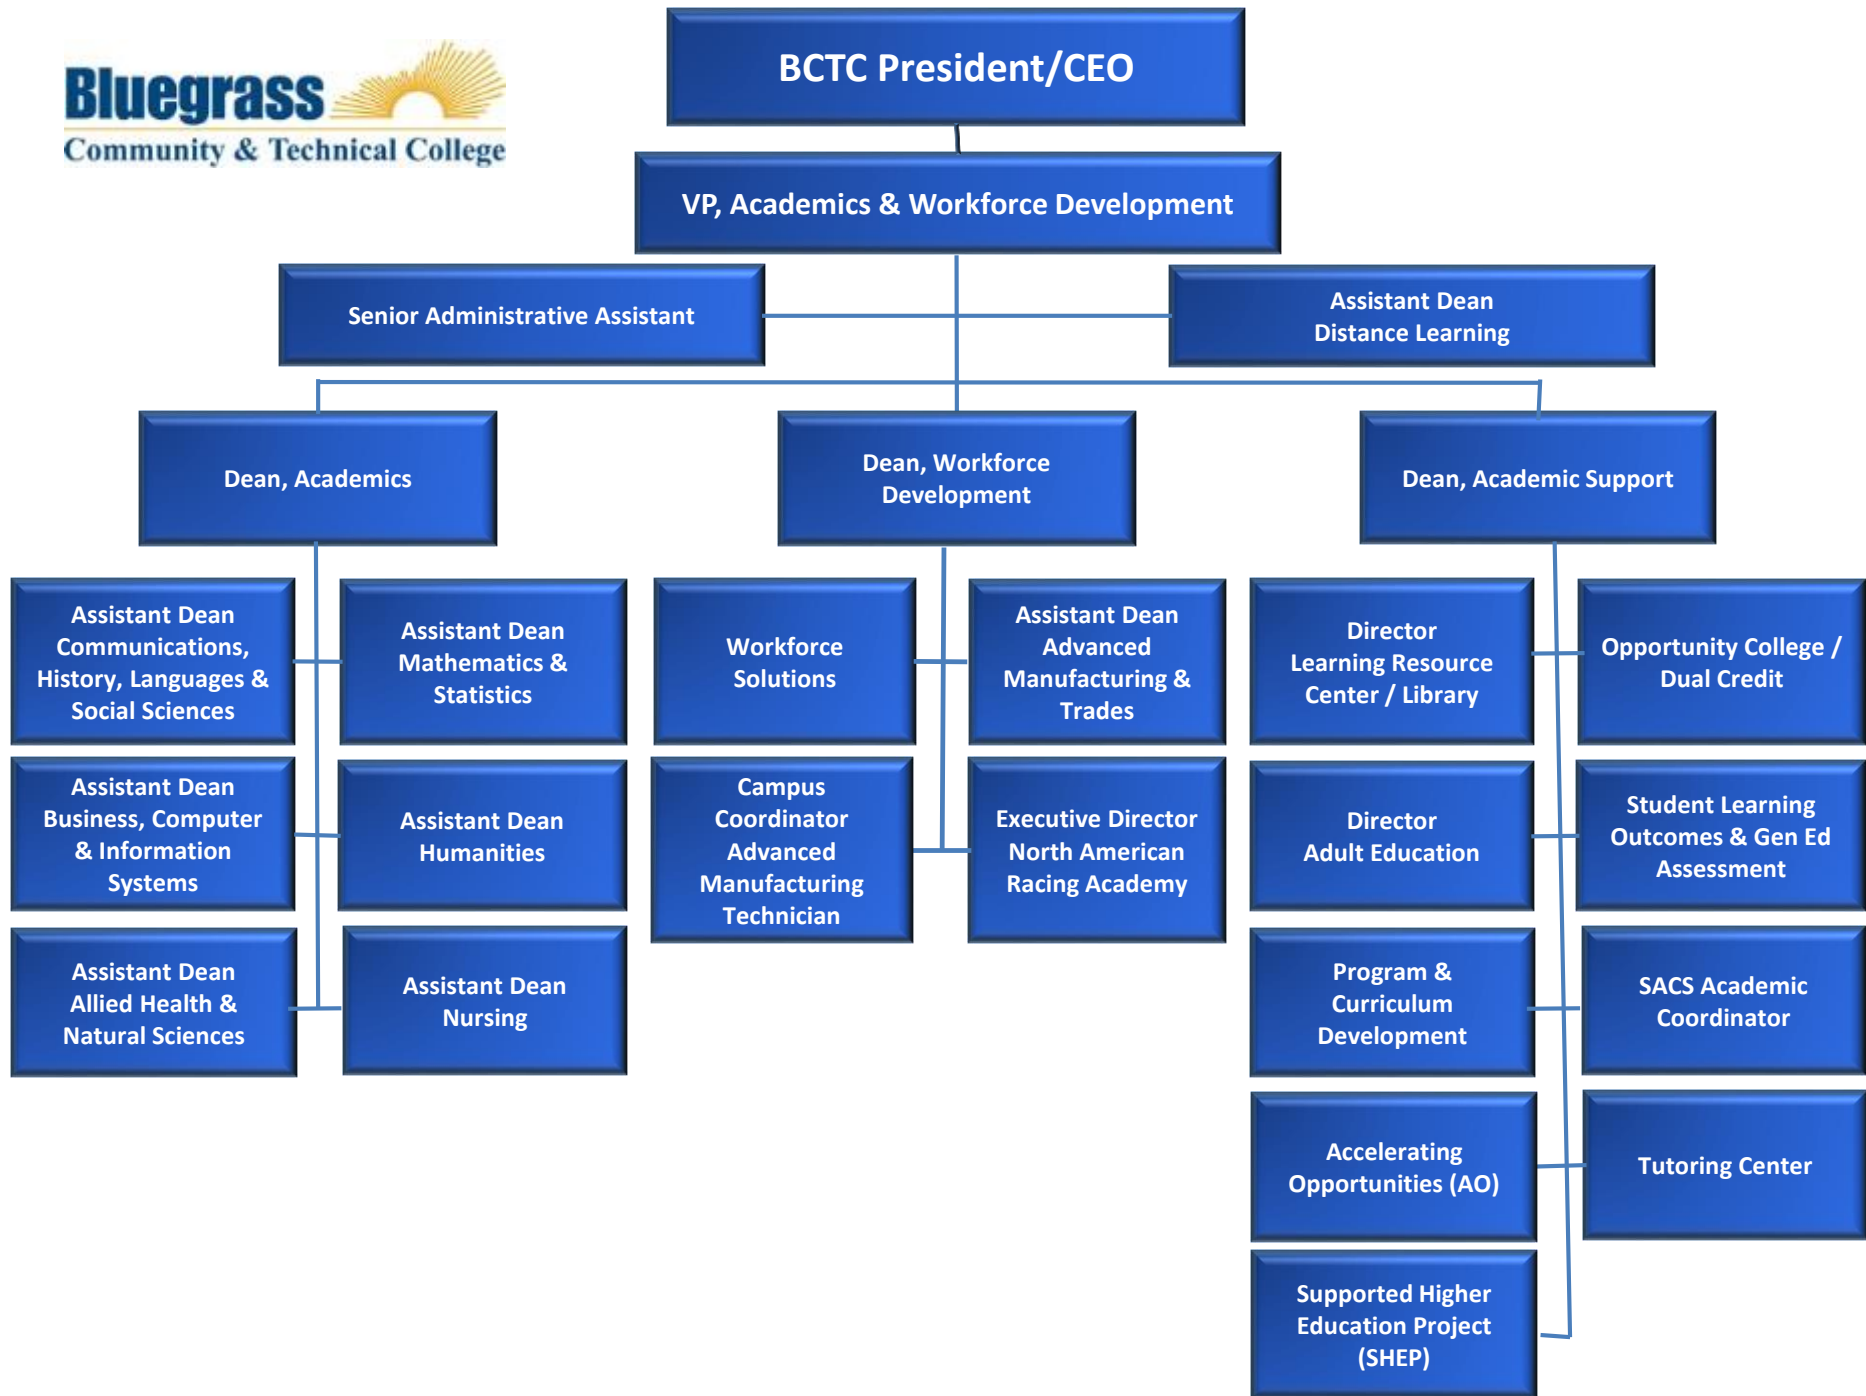 Bluegrass
Community & Technical College
BCTC President/CEO
VP, Academics & Workforce Development
Senior Administrative Assistant
Assistant Dean
Distance Learning
Dean, Academics
Dean, Workforce
Development
Dean, Academic Support
Assistant Dean
Communications,
History, Languages &
Social Sciences
Assistant Dean
Mathematics &
Statistics
Assistant Dean
Business, Computer
& Information
Systems
Assistant Dean
Humanities
Assistant Dean
Allied Health &
Natural Sciences
Assistant Dean
Nursing
Workforce
Solutions
Assistant Dean
Advanced
Manufacturing &
Trades
Campus
Coordinator
Advanced
Manufacturing
Technician
Executive Director
North American
Racing Academy
Director
Learning Resource
Center / Library
Opportunity College /
Dual Credit
Director
Adult Education
Student Learning
Outcomes & Gen Ed
Assessment
Program &
Curriculum
Development
SACS Academic
Coordinator
Accelerating
Opportunities (AO)
Tutoring Center
Supported Higher
Education Project
(SHEP)